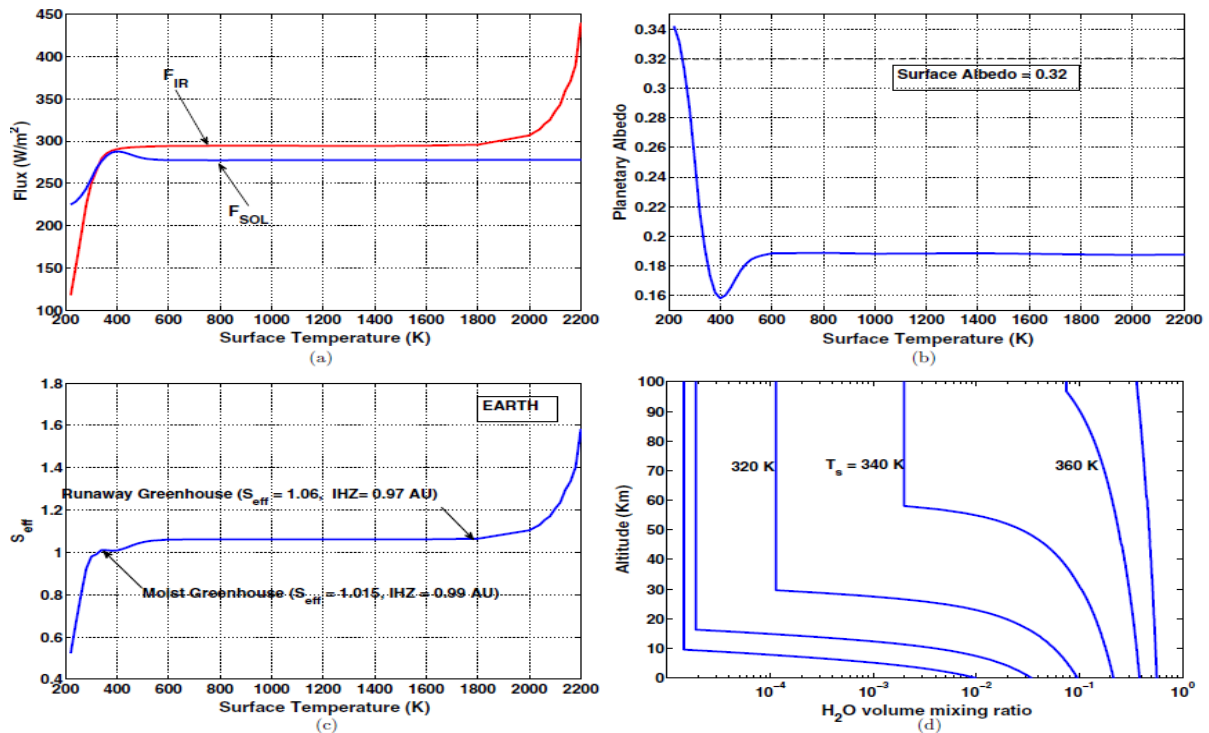 450
400
350
300
250
200
150
100
Flux (W/m²)
F_IR
F_SOL
200 400 600 800 1000 1200 1400 1600 1800 2000 2200
Surface Temperature (K)
(a)
0.34
0.32
0.3
0.28
0.26
0.24
0.22
0.2
0.18
0.16
Planetary Albedo
Surface Albedo = 0.32
200 400 600 800 1000 1200 1400 1600 1800 2000 2200
Surface Temperature (K)
(b)
1.8
1.6
1.4
1.2
1
0.8
0.6
0.4
S_eff
EARTH
Runaway Greenhouse (S_eff = 1.06, IHZ= 0.97 AU)
Moist Greenhouse (S_eff = 1.015, IHZ = 0.99 AU)
200 400 600 800 1000 1200 1400 1600 1800 2000 2200
Surface Temperature (K)
(c)
100
90
80
70
60
50
40
30
20
10
0
Altitude (Km)
320 K
T_s = 340 K
360 K
10⁻⁴ 10⁻³ 10⁻² 10⁻¹ 10⁰
H₂O volume mixing ratio
(d)